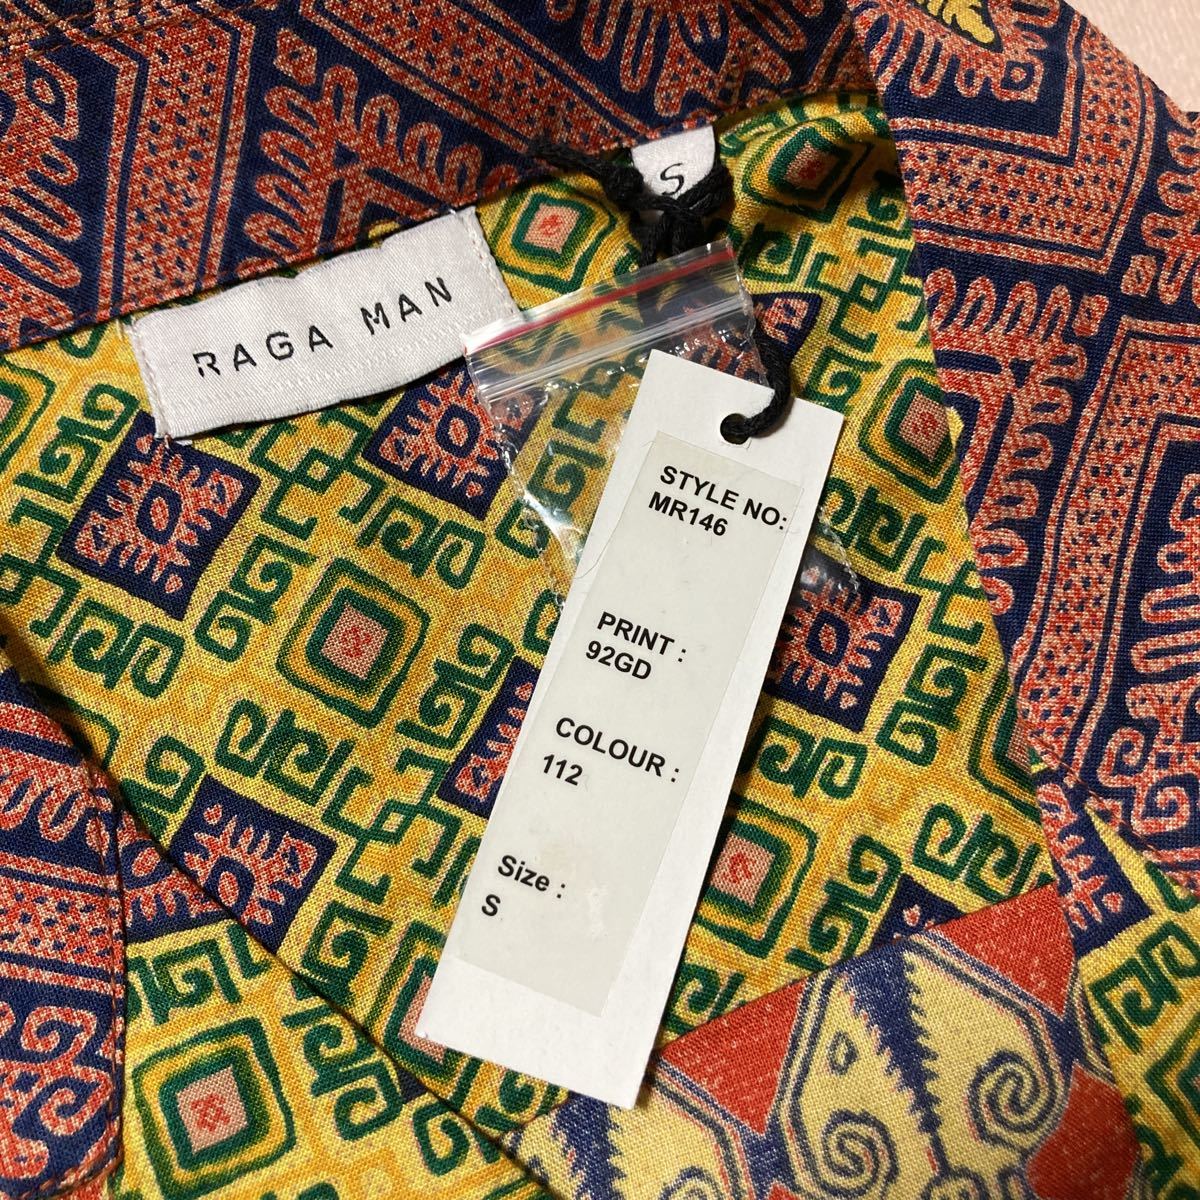 S
RAGA MAN
STYLE NO:
MR146
PRINT :
92GD
COLOUR :
112
Size :
S